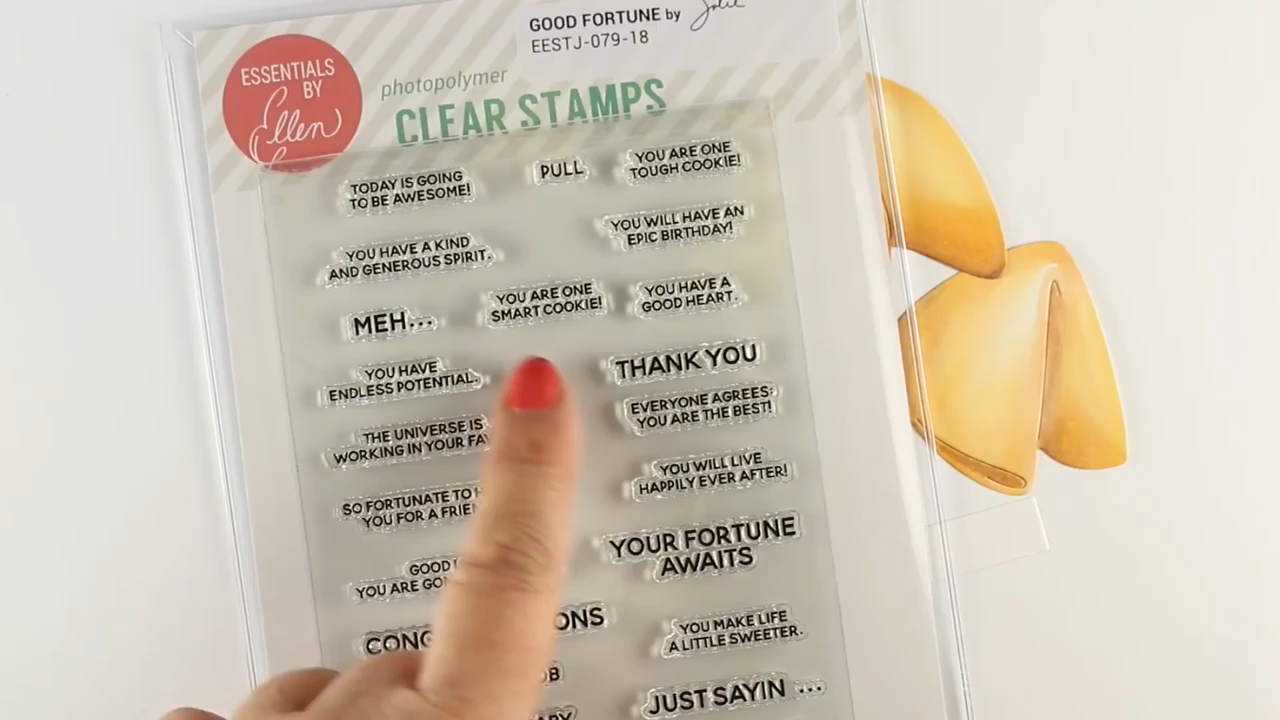 GOOD FORTUNE by Jolie
EESTJ-079-18
ESSENTIALS
BY
Ellen
photopolymer
CLEAR STAMPS
TODAY IS GOING
TO BE AWESOME!
PULL
YOU ARE ONE
TOUGH COOKIE!
YOU HAVE A KIND
AND GENEROUS SPIRIT.
YOU WILL HAVE AN
EPIC BIRTHDAY!
MEH...
YOU ARE ONE
SMART COOKIE!
YOU HAVE A
GOOD HEART.
YOU HAVE
ENDLESS POTENTIAL.
THANK YOU
EVERYONE AGREES:
YOU ARE THE BEST!
THE UNIVERSE IS
WORKING IN YOUR
YOU WILL LIVE
HAPPILY EVER AFTER!
SO FORTUNATE TO
YOU FOR A
YOUR FORTUNE
AWAITS
GOOD
YOU ARE
YOU MAKE LIFE
A LITTLE SWEETER.
JUST SAYIN ...